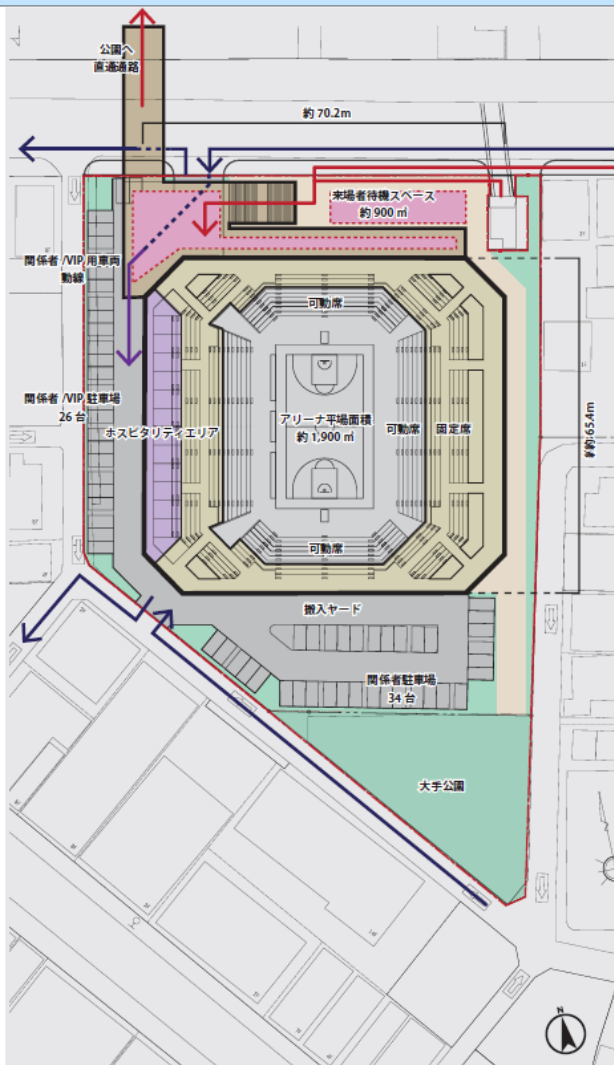 公園へ
直通通路
約 70.2m
来場者待機スペース
約 900 ㎡
関係者 /VIP 用車両
動線
可動席
関係者 /VIP 駐車場
26 台
ホスピタリティエリア
アリーナ平場面積
約 1,900 ㎡
可動席
固定席
約 65.4m
可動席
搬入ヤード
関係者駐車場
34 台
大手公園
N